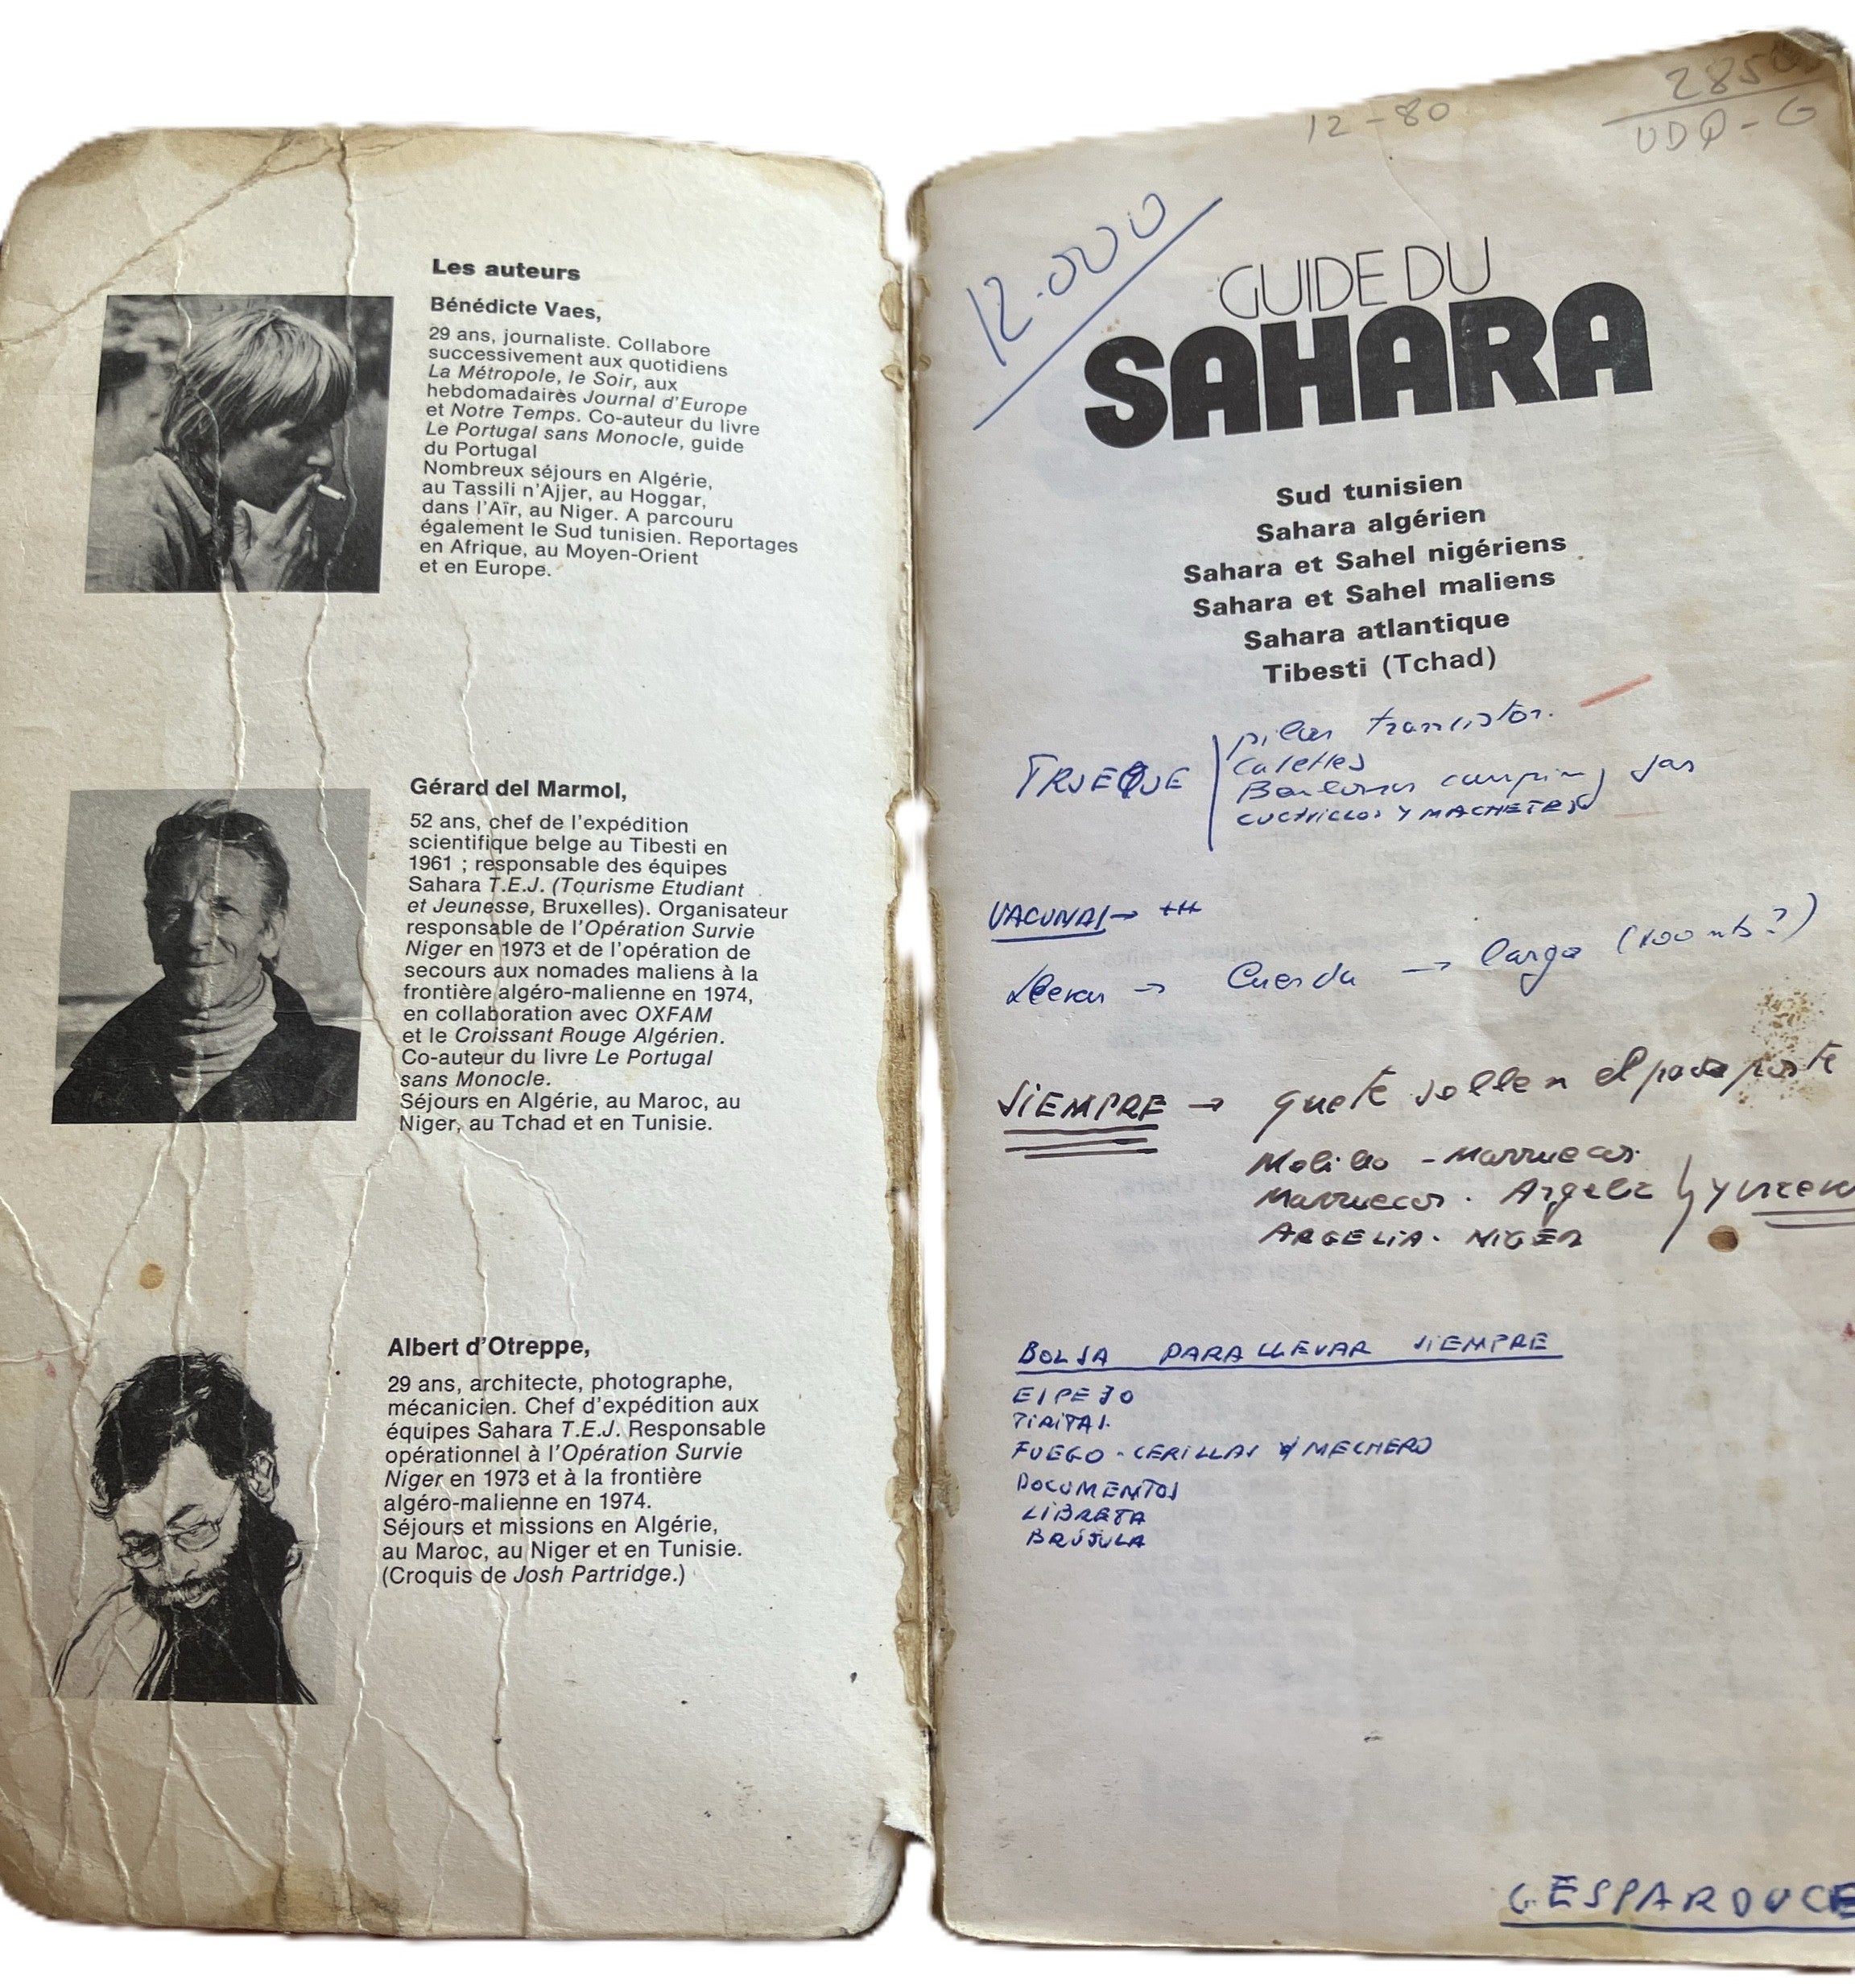 Les auteurs
Bénédicte Vaes,
29 ans, journaliste. Collabore
successivement aux quotidiens
La Métropole, le Soir, aux
hebdomadaires Journal d'Europe
et Notre Temps. Co-auteur du livre
Le Portugal sans Monocle, guide
du Portugal
Nombreux séjours en Algérie,
au Tassili n'Ajjer, au Hoggar,
dans l'Aïr, au Niger. A parcouru
également le Sud tunisien. Reportages
en Afrique, au Moyen-Orient
et en Europe.
Gérard del Marmol,
52 ans, chef de l'expédition
scientifique belge au Tibesti en
1961 ; responsable des équipes
Sahara T.E.J. (Tourisme Etudiant
et Jeunesse, Bruxelles). Organisateur
responsable de l'Opération Survie
Niger en 1973 et de l'opération de
secours aux nomades maliens à la
frontière algéro-malienne en 1974,
en collaboration avec OXFAM
et le Croissant Rouge Algérien.
Co-auteur du livre Le Portugal
sans Monocle.
Séjours en Algérie, au Maroc, au
Niger, au Tchad et en Tunisie.
Albert d'Otreppe,
29 ans, architecte, photographe,
mécanicien. Chef d'expédition aux
équipes Sahara T.E.J. Responsable
opérationnel à l'Opération Survie
Niger en 1973 et à la frontière
algéro-malienne en 1974.
Séjours et missions en Algérie,
au Maroc, au Niger et en Tunisie.
(Croquis de Josh Partridge.)
12-80
UDQ-G
12.000
GUIDE DU
SAHARA
Sud tunisien
Sahara algérien
Sahara et Sahel nigériens
Sahara et Sahel maliens
Sahara atlantique
Tibesti (Tchad)
TRUEQUE
pilas transistor.
camping gas
CUCHILLOS Y MACHETES
VACUNAS →
Llevar → Cuerda → larga (100 mts?)
SIEMPRE → que te sellen el pasaporte
Melilla - Marruecos
Marruecos - Argelia
ARGELIA - NIGER
BOLSA PARA LLEVAR SIEMPRE
ESPEJO
TIRITAS.
FUEGO - CERILLAS Y MECHERO
DOCUMENTOS
LIBRETA
BRÚJULA